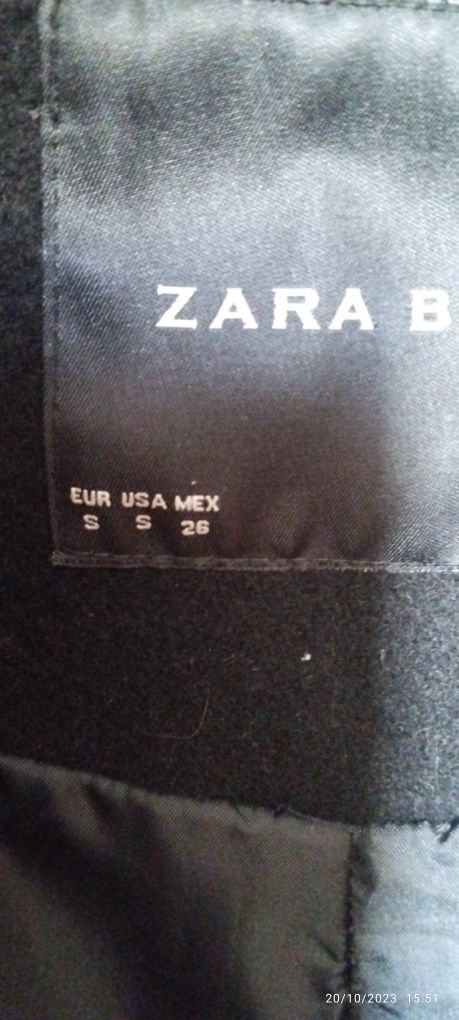 ZARA B
EUR USA MEX
S S 26
20/10/2023 15:51